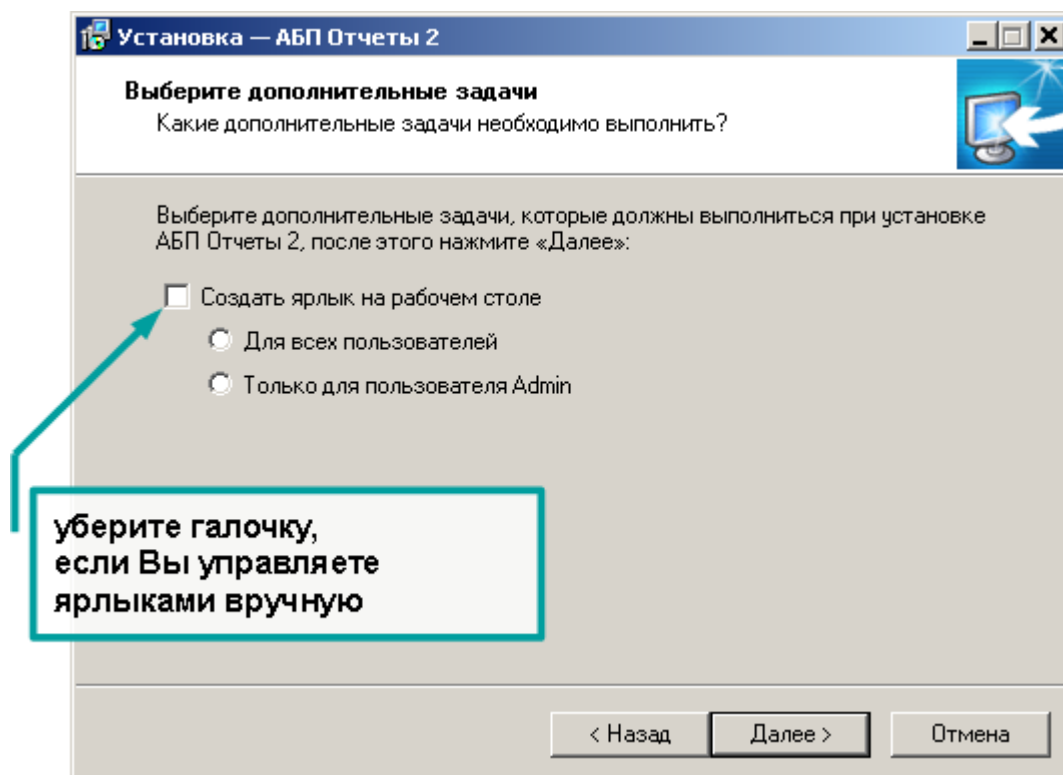 Установка — АБП Отчеты 2
Выберите дополнительные задачи
Какие дополнительные задачи необходимо выполнить?
Выберите дополнительные задачи, которые должны выполниться при установке
АБП Отчеты 2, после этого нажмите «Далее»:
Создать ярлык на рабочем столе
Для всех пользователей
Только для пользователя Admin
уберите галочку,
если Вы управляете
ярлыками вручную
< Назад
Далее >
Отмена